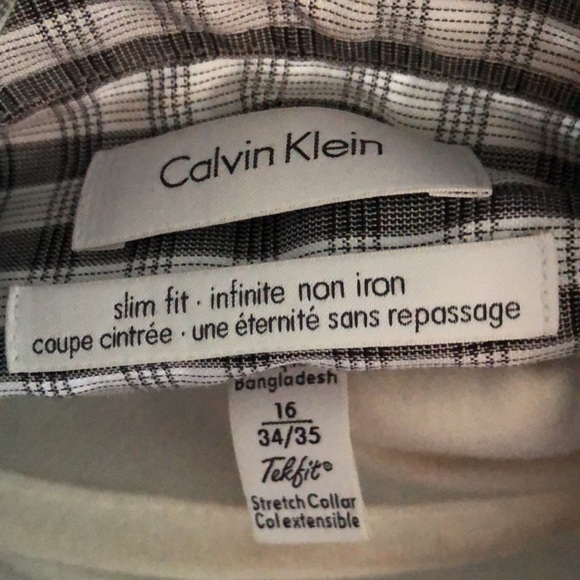 Calvin Klein
slim fit · infinite non iron
coupe cintrée · une éternité sans repassage
Bangladesh
16
34/35
Tekfit®
Stretch Collar
Col extensible